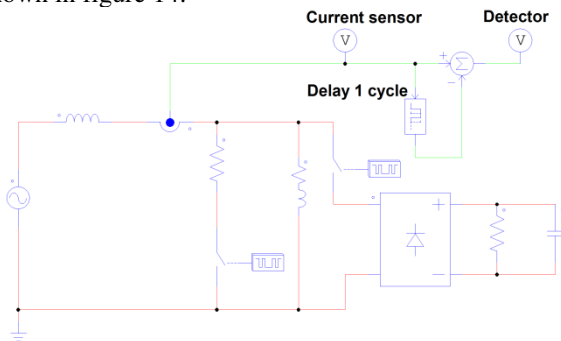 shown in figure 14.
Current sensor
Detector
V
V
+
Σ
−
Delay 1 cycle
+
−